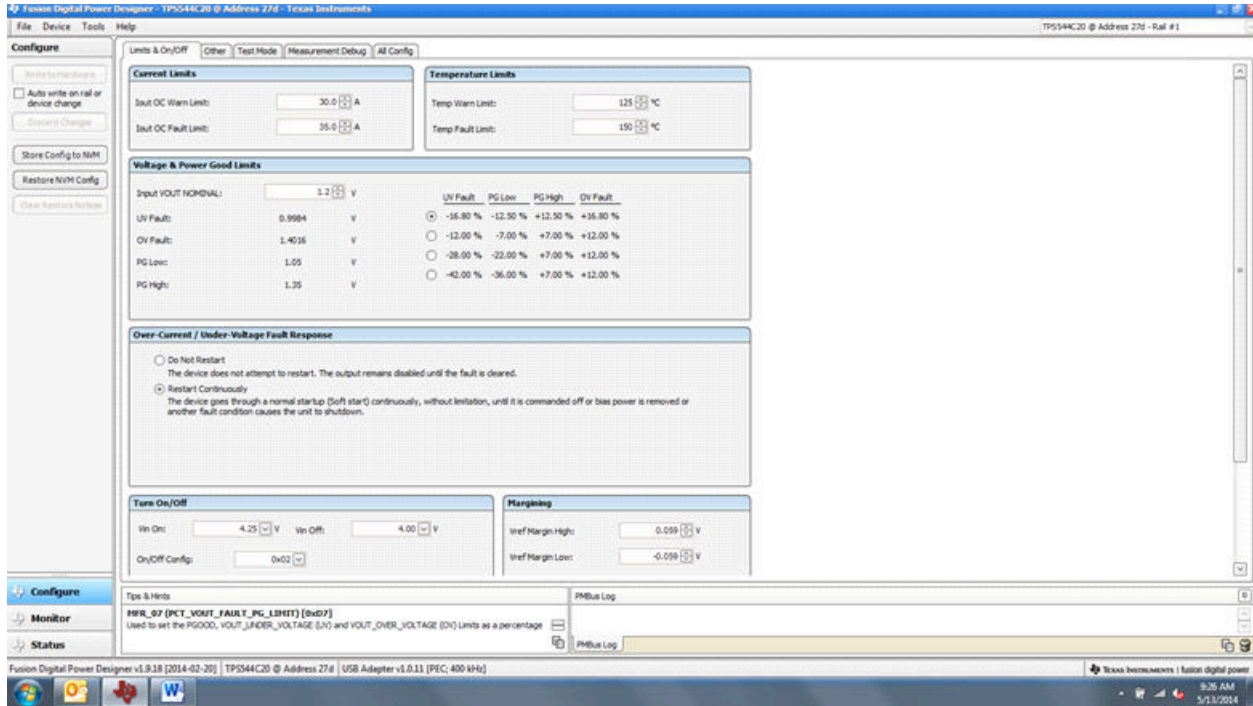 Fusion Digital Power Designer - TPS544C20 @ Address 27d - Texas Instruments
File Device Tools Help
TPS544C20 @ Address 27d - Rail #1
Configure
Limits & On/Off Other Test Mode Measurement Debug All Config
Write to Hardware
Auto write on rail or
device change
Discard Changes
Store Config to NVM
Restore NVM Config
Clear Restore Notices
Current Limits
Iout OC Warn Limit: 30.0 A
Iout OC Fault Limit: 35.0 A
Temperature Limits
Temp Warn Limit: 125 °C
Temp Fault Limit: 150 °C
Voltage & Power Good Limits
Input VOUT NOMINAL: 1.2 V
UV Fault: 0.9984 V
OV Fault: 1.4016 V
PG Low: 1.05 V
PG High: 1.35 V
UV Fault PG Low PG High OV Fault
-16.80 % -12.50 % +12.50 % +16.80 %
-12.00 % -7.00 % +7.00 % +12.00 %
-28.00 % -22.00 % +7.00 % +12.00 %
-42.00 % -36.00 % +7.00 % +12.00 %
Over-Current / Under-Voltage Fault Response
Do Not Restart
The device does not attempt to restart. The output remains disabled until the fault is cleared.
Restart Continuously
The device goes through a normal startup (Soft start) continuously, without limitation, until it is commanded off or bias power is removed or
another fault condition causes the unit to shutdown.
Turn On/Off
Vin On: 4.25 V Vin Off: 4.00 V
On/Off Config: 0x02
Margining
Vref Margin High: 0.059 V
Vref Margin Low: -0.059 V
Configure
Monitor
Status
Tips & Hints
MFR_07 (PCT_VOUT_FAULT_PG_LIMIT) [0xD7]
Used to set the PGOOD, VOUT_UNDER_VOLTAGE (UV) and VOUT_OVER_VOLTAGE (OV) Limits as a percentage
PMBus Log
PMBus Log
Fusion Digital Power Designer v1.9.18 [2014-02-20] TPS544C20 @ Address 27d USB Adapter v1.0.11 [PEC; 400 kHz]
Texas Instruments | fusion digital power
9:26 AM
5/13/2014